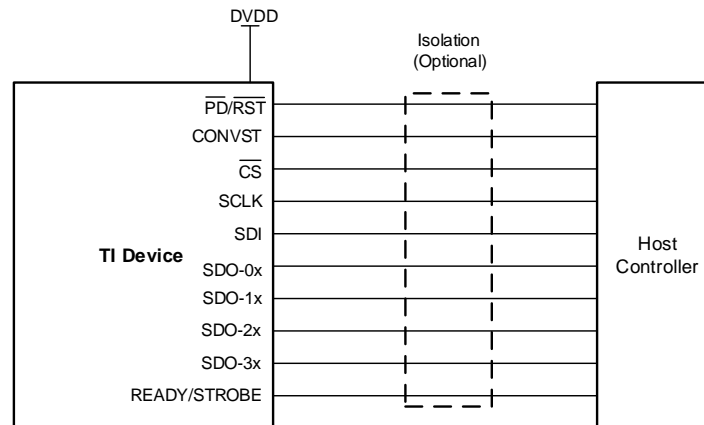 DVDD
Isolation
(Optional)
PD/RST
CONVST
CS
SCLK
SDI
TI Device
SDO-0x
SDO-1x
SDO-2x
SDO-3x
READY/STROBE
Host
Controller